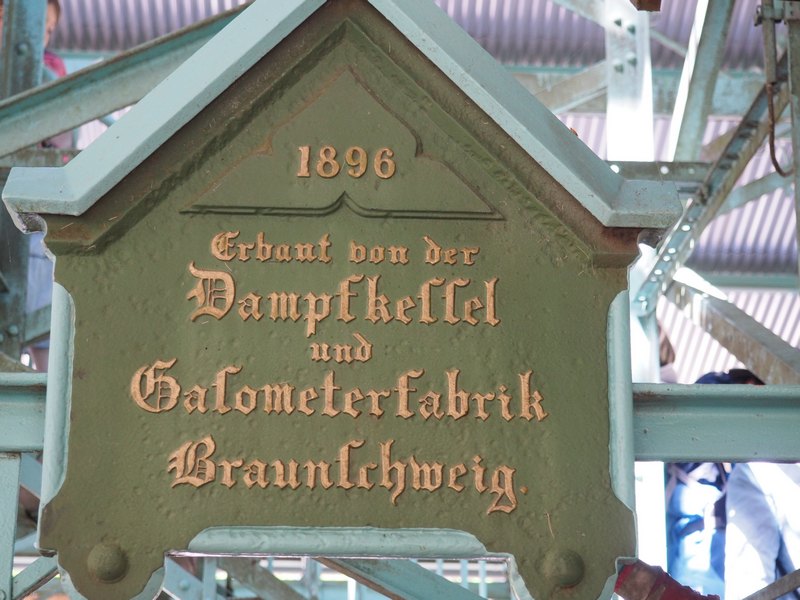 1896
Erbaut von der
Dampfkeſſel
und
Gaſometerfabrik
Braunſchweig.